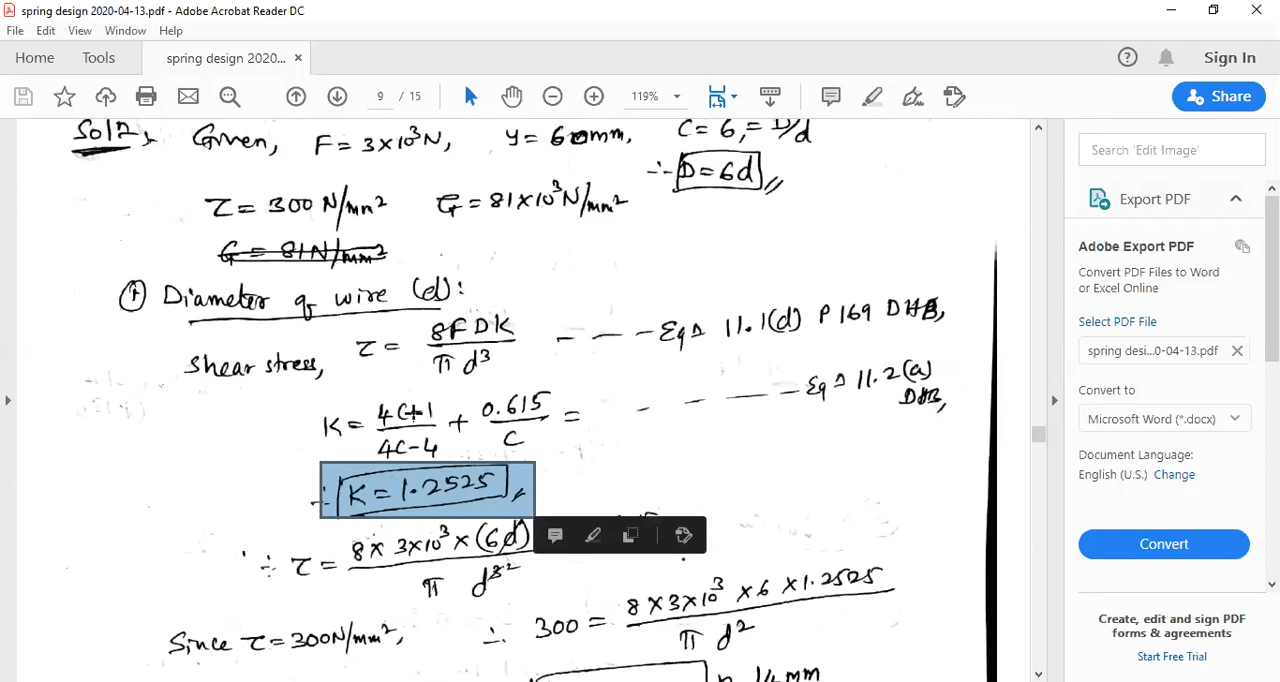 spring design 2020-04-13.pdf - Adobe Acrobat Reader DC
File Edit View Window Help
Home Tools spring design 2020... × Sign In
9 / 15 119% Share
Soln, Given, F = 3×10³N, y = 60mm, C = 6, = D/d
∴ D = 6d //
τ = 300 N/mm² G = 81×10³N/mm²
G = 81N/mm²
① Diameter of wire (d):
Shear stress, τ = 8FDK / π d³ - - - Eqn 11.1(d) P 169 DHB,
K = 4C+1 / 4C-4 + 0.615 / C = - - - - Eqn 11.2(a) DHB,
∴ K = 1.2525 //
∴ τ = 8 × 3×10³ × (6d) / π d³²
Since τ = 300N/mm², ∴ 300 = 8×3×10³ ×6 ×1.2525 / π d²
14 mm
Search 'Edit Image'
Export PDF
Adobe Export PDF
Convert PDF Files to Word
or Excel Online
Select PDF File
spring desi...0-04-13.pdf ×
Convert to
Microsoft Word (*.docx)
Document Language:
English (U.S.) Change
Convert
Create, edit and sign PDF
forms & agreements
Start Free Trial